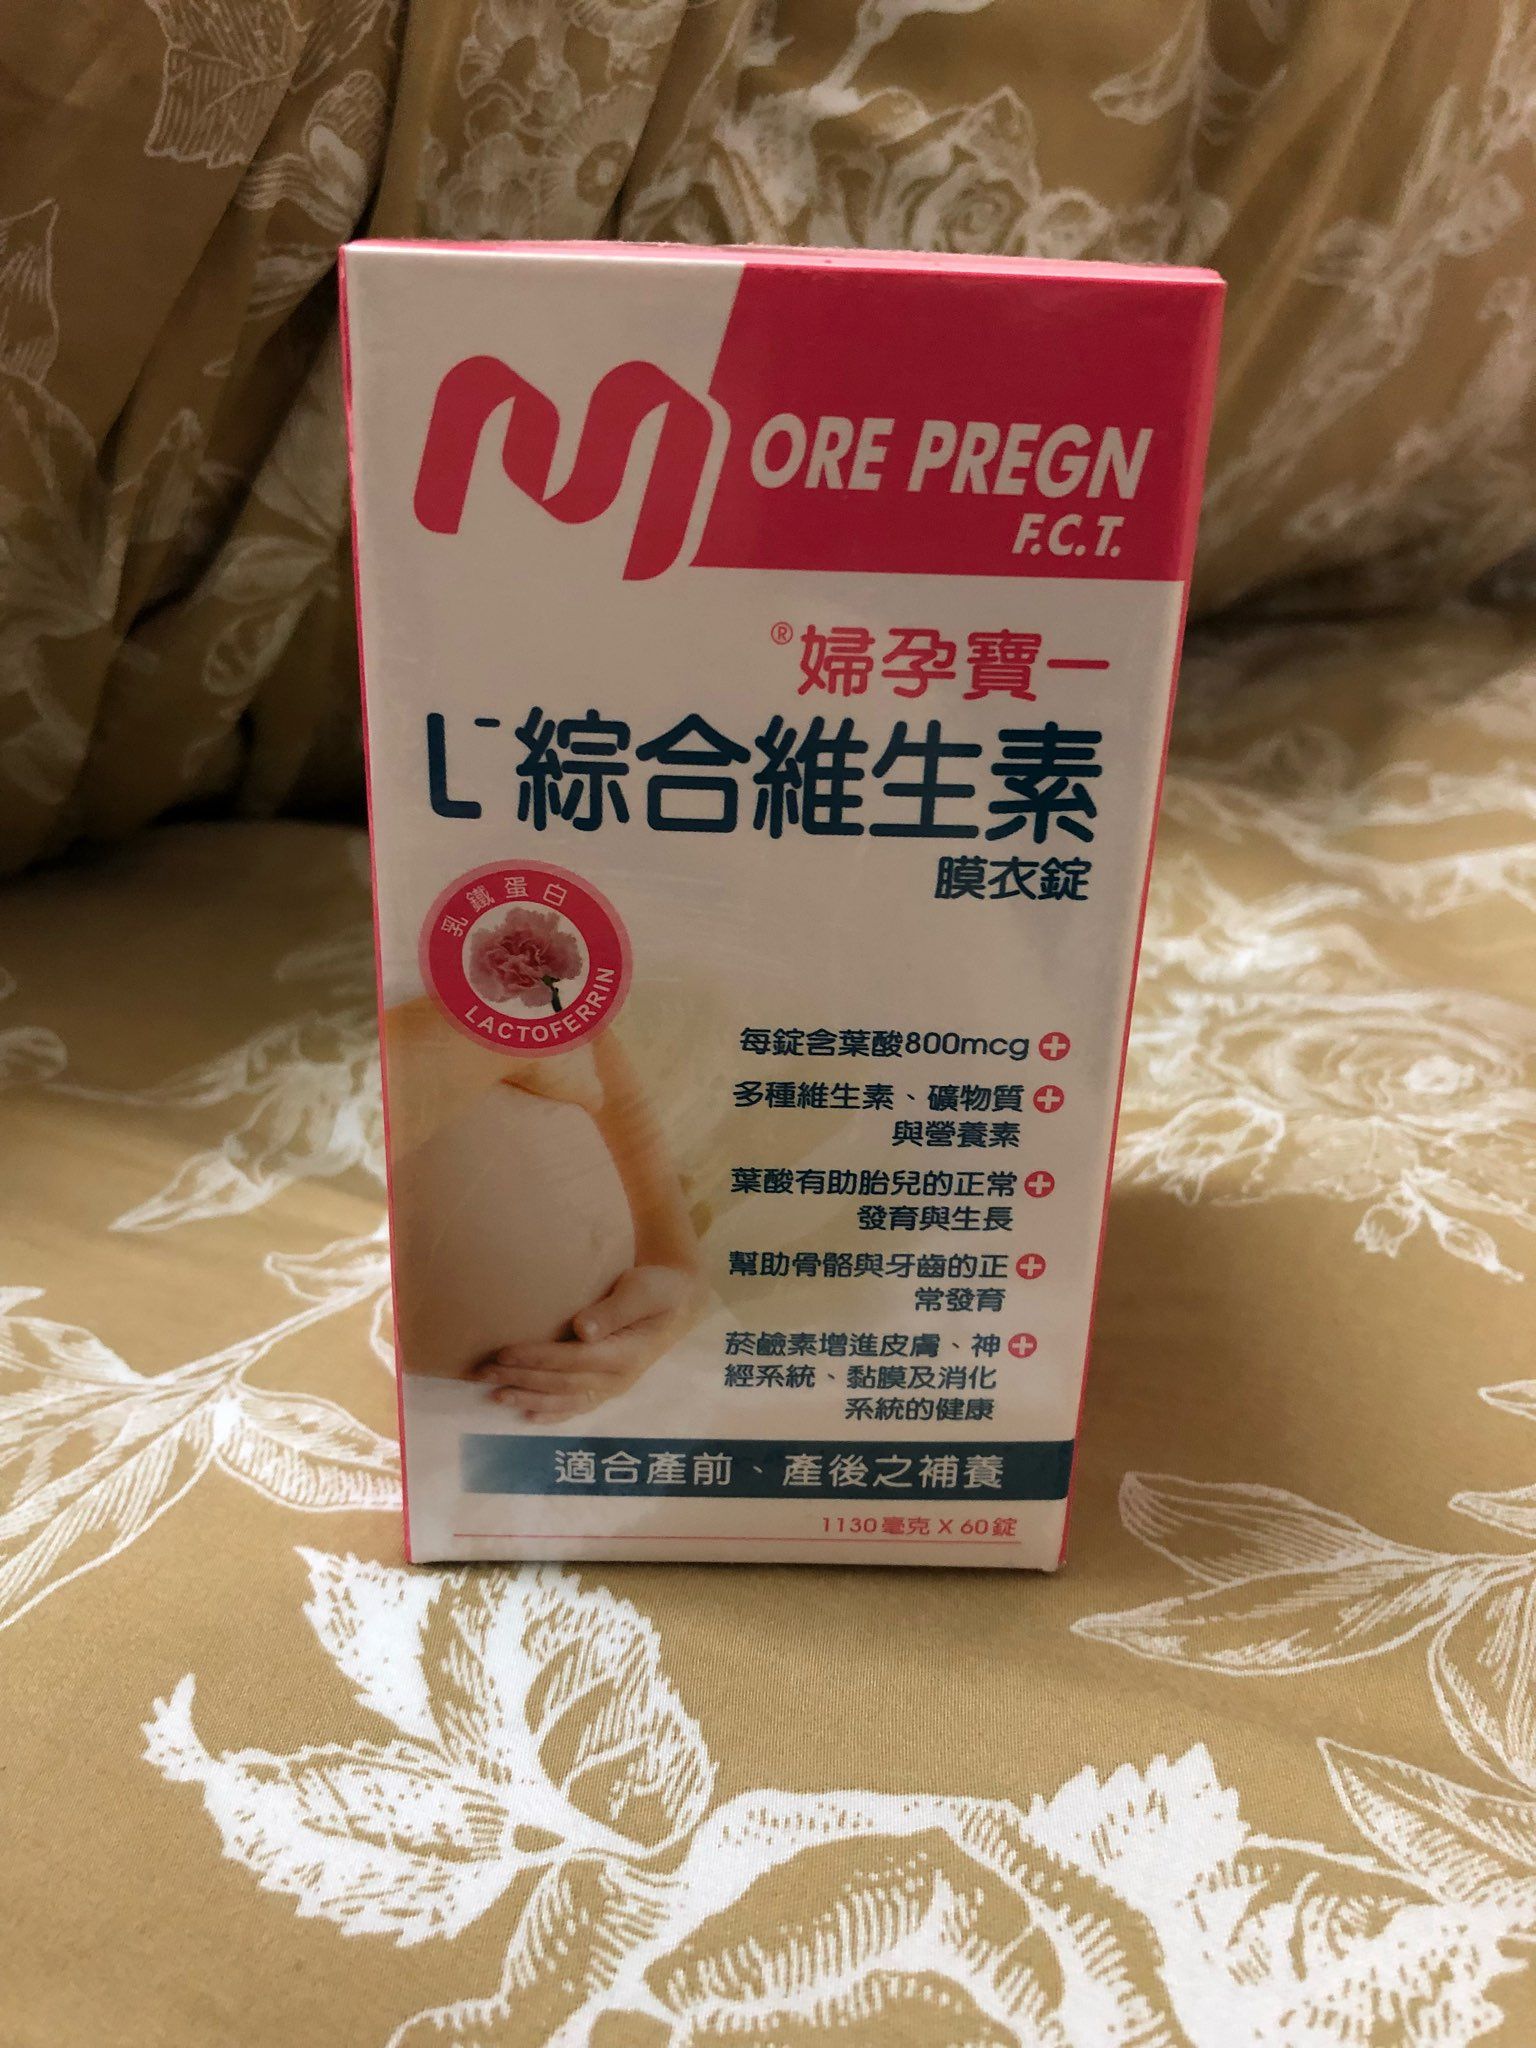 MORE PREGN
F.C.T.
®婦孕寶一
L-綜合維生素
膜衣錠
乳鐵蛋白
LACTOFERRIN
每錠含葉酸800mcg
多種維生素、礦物質
與營養素
葉酸有助胎兒的正常
發育與生長
幫助骨骼與牙齒的正
常發育
菸鹼素增進皮膚、神
經系統、黏膜及消化
系統的健康
適合產前、產後之補養
1130毫克 X 60錠